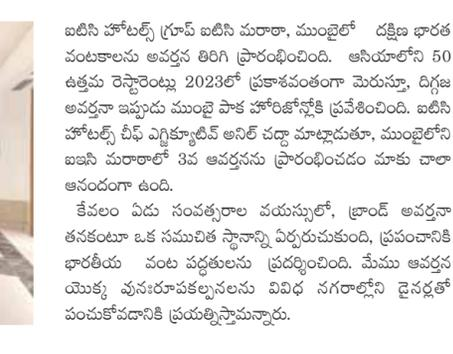 ఐటిసి హోటల్స్ గ్రూప్ ఐటిసి మరాఠా, ముంబైలో దక్షిణ భారత
వంటకాలను అవర్తన తిరిగి ప్రారంభించింది. ఆసియాలోని 50
ఉత్తమ రెస్టారెంట్లు 2023లో ప్రకాశవంతంగా మెరుస్తూ, దిగ్గజ
అవర్తనా ఇప్పుడు ముంబై పాక హోరిజోన్లోకి ప్రవేశించింది. ఐటిసి
హోటల్స్ చీఫ్ ఎగ్జిక్యూటివ్ అనిల్ చద్దా మాట్లాడుతూ, ముంబైలోని
ఐఇసి మరాఠాలో 3వ ఆవర్తనను ప్రారంభించడం మాకు చాలా
ఆనందంగా ఉంది.
కేవలం ఏడు సంవత్సరాల వయస్సులో, బ్రాండ్ అవర్తనా
తనకంటూ ఒక సముచిత స్థానాన్ని ఏర్పరుచుకుంది, ప్రపంచానికి
భారతీయ వంట పద్ధతులను ప్రదర్శించింది. మేము ఆవర్తన
యొక్క వునఃరూపకల్పనలను వివిధ నగరాల్లోని డైనర్లతో
పంచుకోవడానికి ప్రయత్నిస్తామన్నారు.